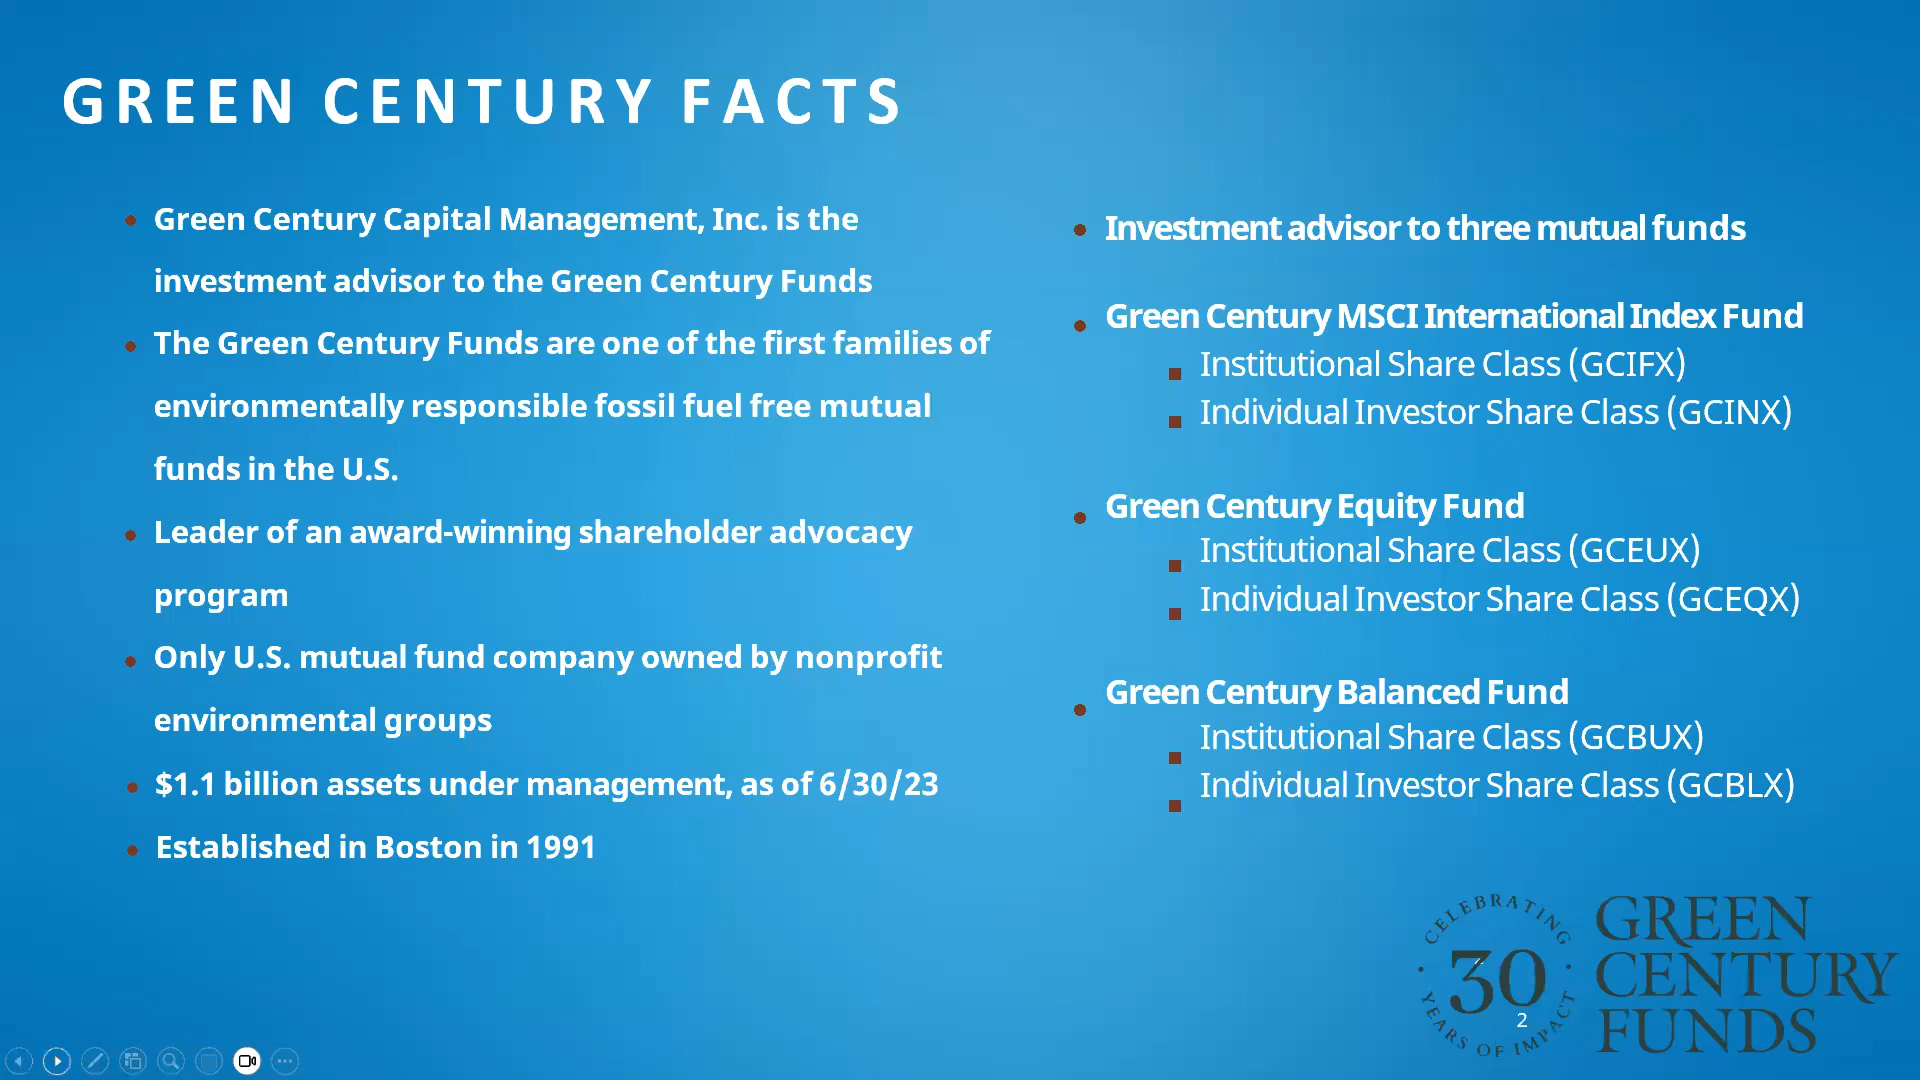 GREEN CENTURY FACTS
Green Century Capital Management, Inc. is the
investment advisor to the Green Century Funds
The Green Century Funds are one of the first families of
environmentally responsible fossil fuel free mutual
funds in the U.S.
Leader of an award-winning shareholder advocacy
program
Only U.S. mutual fund company owned by nonprofit
environmental groups
$1.1 billion assets under management, as of 6/30/23
Established in Boston in 1991
Investment advisor to three mutual funds
Green Century MSCI International Index Fund
Institutional Share Class (GCIFX)
Individual Investor Share Class (GCINX)
Green Century Equity Fund
Institutional Share Class (GCEUX)
Individual Investor Share Class (GCEQX)
Green Century Balanced Fund
Institutional Share Class (GCBUX)
Individual Investor Share Class (GCBLX)
CELEBRATING
30
YEARS OF IMPACT
2
GREEN
CENTURY
FUNDS